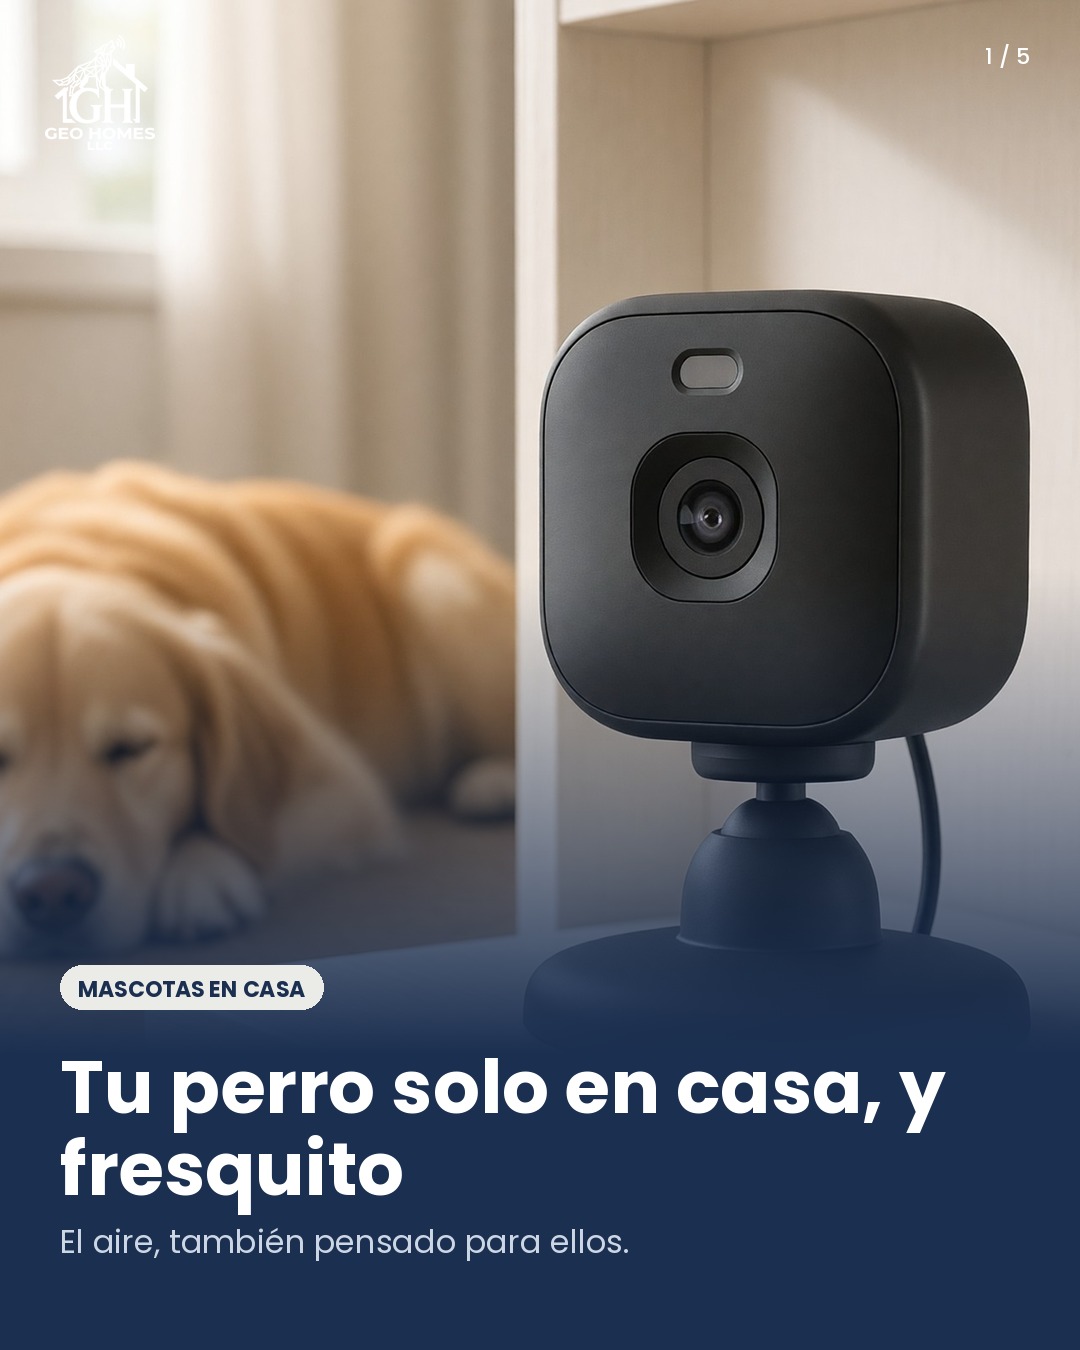 GH
GEO HOMES
LLC
1 / 5
MASCOTAS EN CASA
Tu perro solo en casa, y
fresquito
El aire, también pensado para ellos.